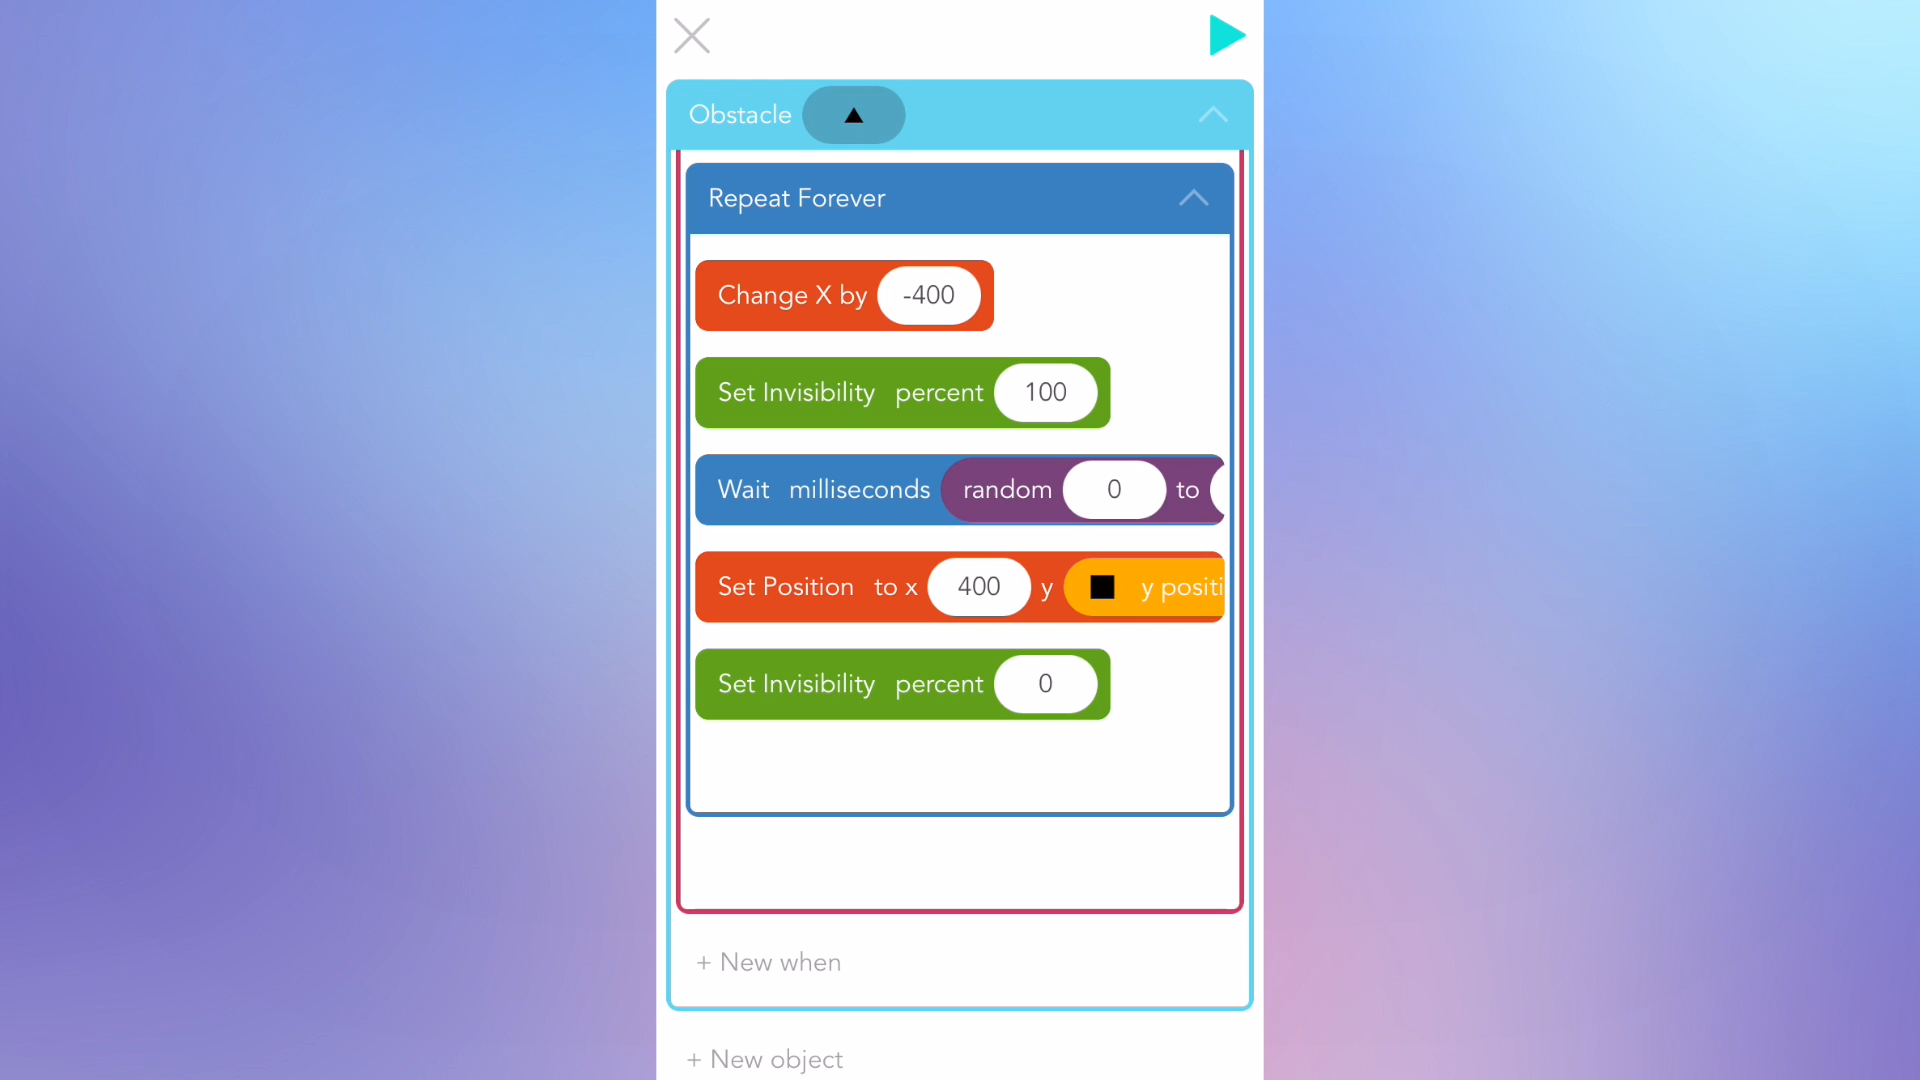 Obstacle
Repeat Forever
Change X by -400
Set Invisibility percent 100
Wait milliseconds random 0 to
Set Position to x 400 y y positi
Set Invisibility percent 0
+ New when
+ New object